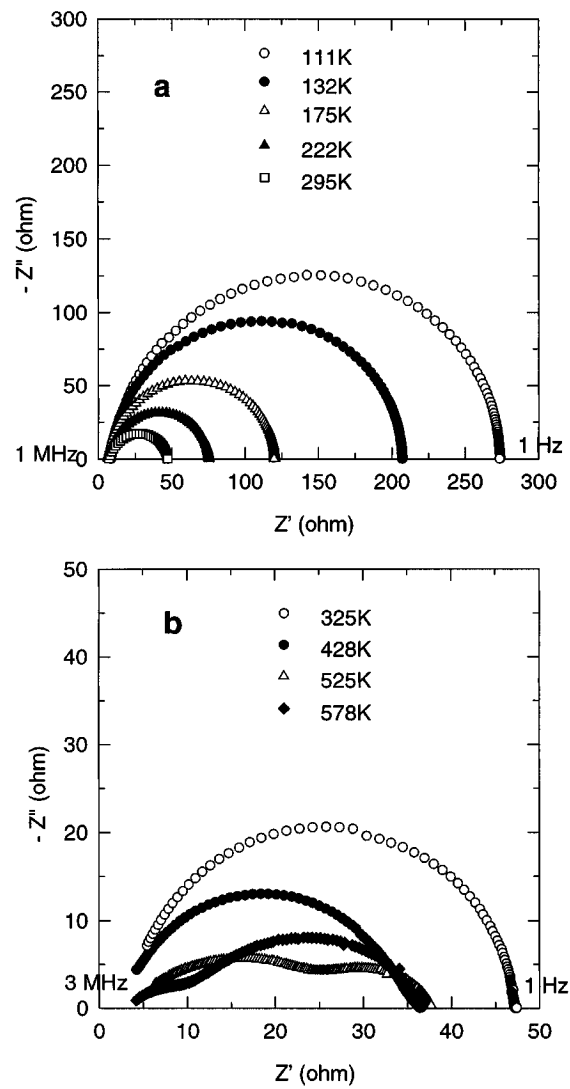 300
250
200
150
100
50
0
- Z" (ohm)
a
111K
132K
175K
222K
295K
1 MHz
1 Hz
0 50 100 150 200 250 300
Z' (ohm)
50
40
30
20
10
0
- Z" (ohm)
b
325K
428K
525K
578K
3 MHz
1 Hz
0 10 20 30 40 50
Z' (ohm)